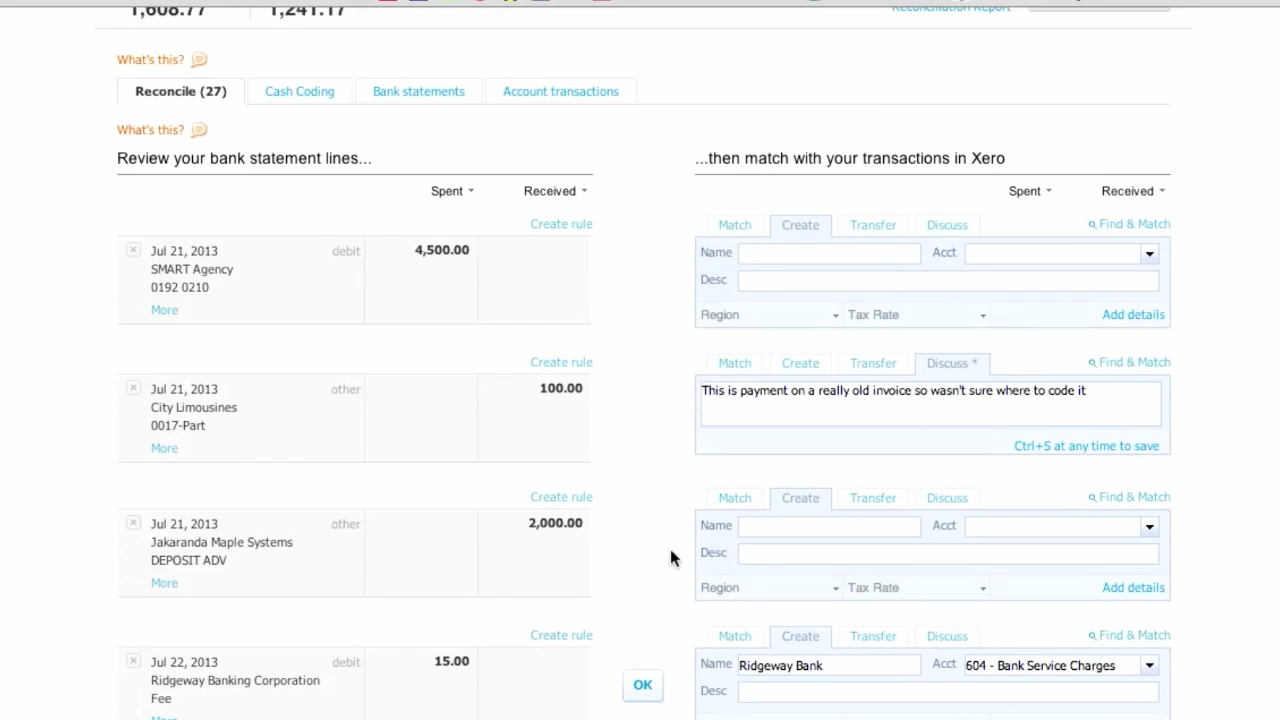 1,608.77 1,241.17 Reconciliation Report
What's this?
Reconcile (27) Cash Coding Bank statements Account transactions
What's this?
Review your bank statement lines... ...then match with your transactions in Xero
Spent Received Spent Received
Create rule Match Create Transfer Discuss Find & Match
Jul 21, 2013 debit 4,500.00 Name Acct
SMART Agency
0192 0210 Desc
More Region Tax Rate Add details
Create rule Match Create Transfer Discuss * Find & Match
Jul 21, 2013 other 100.00 This is payment on a really old invoice so wasn't sure where to code it
City Limousines
0017-Part
More Ctrl+S at any time to save
Create rule Match Create Transfer Discuss Find & Match
Jul 21, 2013 other 2,000.00 Name Acct
Jakaranda Maple Systems
DEPOSIT ADV Desc
More Region Tax Rate Add details
Create rule Match Create Transfer Discuss Find & Match
Jul 22, 2013 debit 15.00 Name Ridgeway Bank Acct 604 - Bank Service Charges
Ridgeway Banking Corporation
Fee OK Desc
More